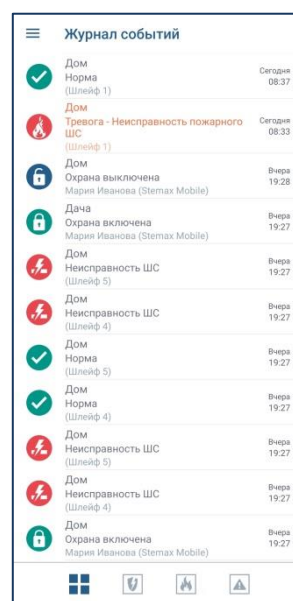 Журнал событий
Дом
Норма
(Шлейф 1)
Сегодня
08:37
Дом
Тревога - Неисправность пожарного
ШС
(Шлейф 1)
Сегодня
08:33
Дом
Охрана выключена
Мария Иванова (Stemax Mobile)
Вчера
19:28
Дача
Охрана включена
Мария Иванова (Stemax Mobile)
Вчера
19:27
Дом
Неисправность ШС
(Шлейф 5)
Вчера
19:27
Дом
Неисправность ШС
(Шлейф 4)
Вчера
19:27
Дом
Норма
(Шлейф 5)
Вчера
19:27
Дом
Норма
(Шлейф 4)
Вчера
19:27
Дом
Неисправность ШС
(Шлейф 5)
Вчера
19:27
Дом
Неисправность ШС
(Шлейф 4)
Вчера
19:27
Дом
Охрана включена
Мария Иванова (Stemax Mobile)
Вчера
19:27